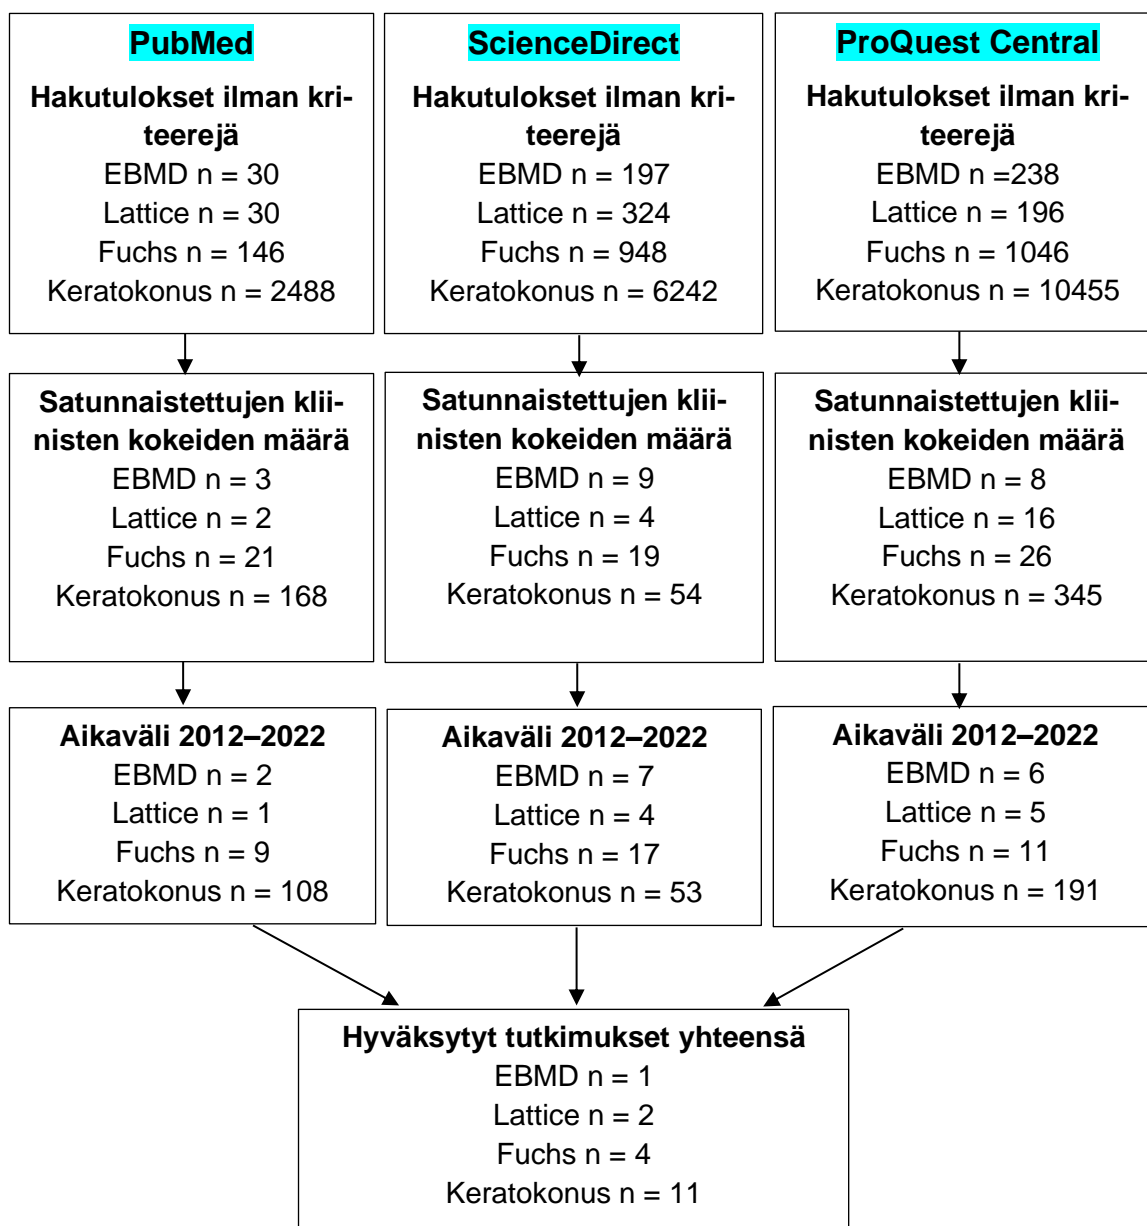 PubMed
Hakutulokset ilman kri-
teerejä
EBMD n = 30
Lattice n = 30
Fuchs n = 146
Keratokonus n = 2488
ScienceDirect
Hakutulokset ilman kri-
teerejä
EBMD n = 197
Lattice n = 324
Fuchs n = 948
Keratokonus n = 6242
ProQuest Central
Hakutulokset ilman kri-
teerejä
EBMD n =238
Lattice n = 196
Fuchs n = 1046
Keratokonus n = 10455
Satunnaistettujen klii-
nisten kokeiden määrä
EBMD n = 3
Lattice n = 2
Fuchs n = 21
Keratokonus n = 168
Satunnaistettujen klii-
nisten kokeiden määrä
EBMD n = 9
Lattice n = 4
Fuchs n = 19
Keratokonus n = 54
Satunnaistettujen klii-
nisten kokeiden määrä
EBMD n = 8
Lattice n = 16
Fuchs n = 26
Keratokonus n = 345
Aikaväli 2012–2022
EBMD n = 2
Lattice n = 1
Fuchs n = 9
Keratokonus n = 108
Aikaväli 2012–2022
EBMD n = 7
Lattice n = 4
Fuchs n = 17
Keratokonus n = 53
Aikaväli 2012–2022
EBMD n = 6
Lattice n = 5
Fuchs n = 11
Keratokonus n = 191
Hyväksytyt tutkimukset yhteensä
EBMD n = 1
Lattice n = 2
Fuchs n = 4
Keratokonus n = 11